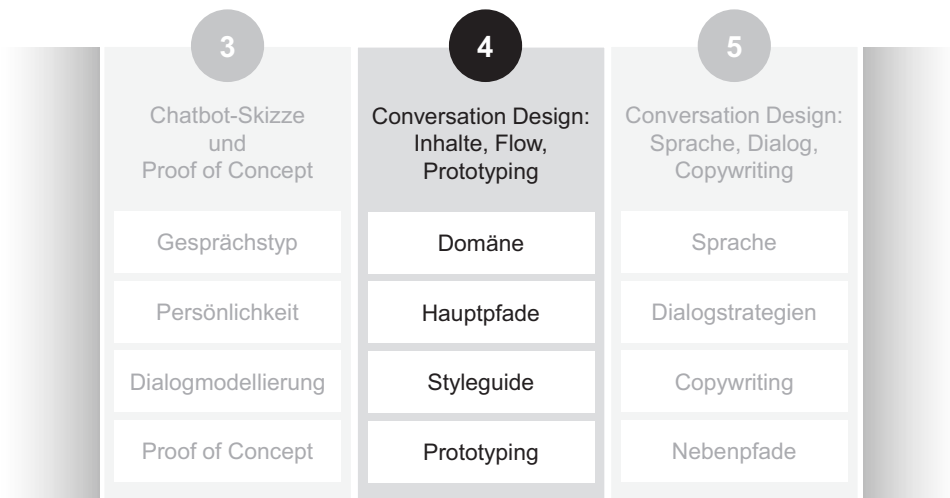 3
Chatbot-Skizze
und
Proof of Concept
Gesprächstyp
Persönlichkeit
Dialogmodellierung
Proof of Concept
4
Conversation Design:
Inhalte, Flow,
Prototyping
Domäne
Hauptpfade
Styleguide
Prototyping
5
Conversation Design:
Sprache, Dialog,
Copywriting
Sprache
Dialogstrategien
Copywriting
Nebenpfade